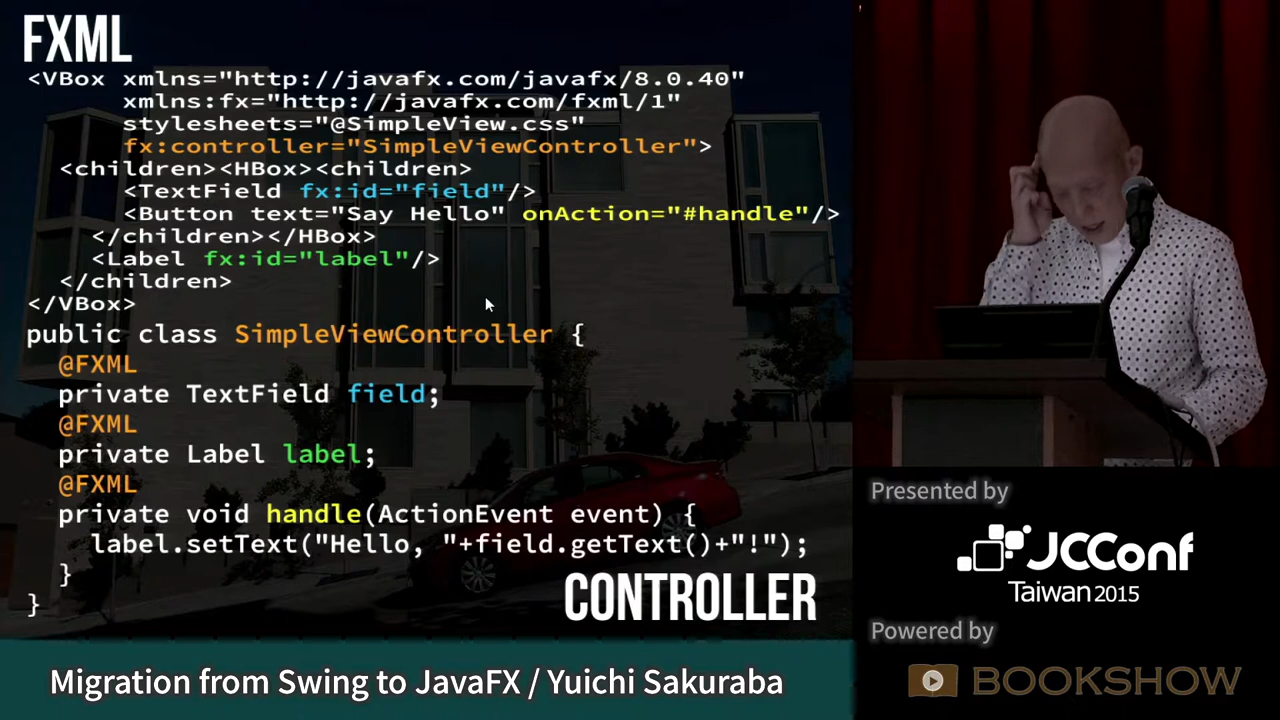 FXML
<VBox xmlns="http://javafx.com/javafx/8.0.40"
xmlns:fx="http://javafx.com/fxml/1"
stylesheets="@SimpleView.css"
fx:controller="SimpleViewController">
<children><HBox><children>
<TextField fx:id="field"/>
<Button text="Say Hello" onAction="#handle"/>
</children></HBox>
<Label fx:id="label"/>
</children>
</VBox>
public class SimpleViewController {
@FXML
private TextField field;
@FXML
private Label label;
@FXML
private void handle(ActionEvent event) {
label.setText("Hello, "+field.getText()+"!");
}
}
CONTROLLER
Migration from Swing to JavaFX / Yuichi Sakuraba
Presented by
JCConf
Taiwan 2015
Powered by
BOOKSHOW